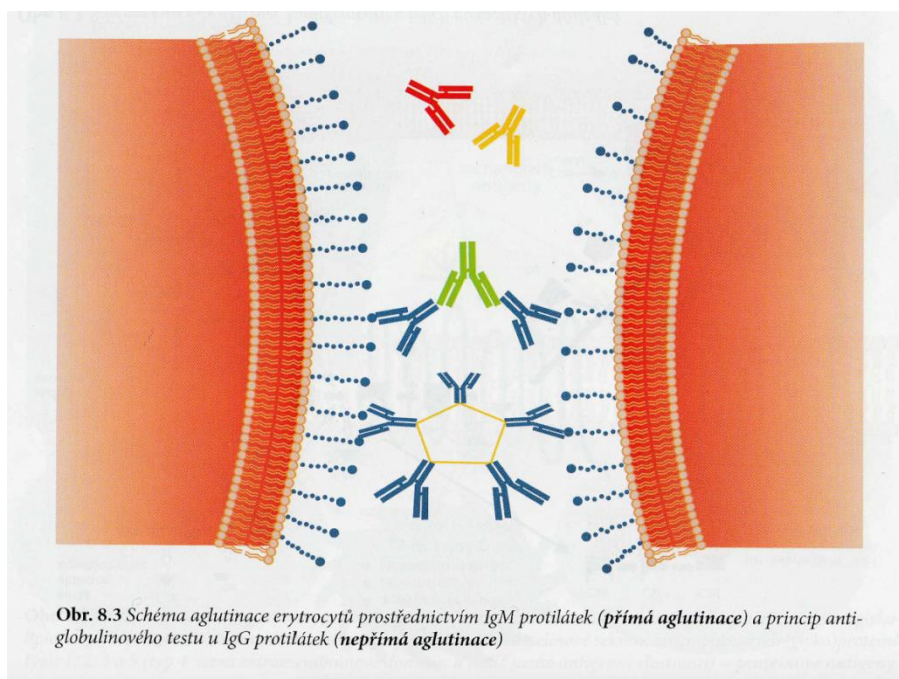 Obr. 8.3 Schéma aglutinace erytrocytů prostřednictvím IgM protilátek (přímá aglutinace) a princip anti-
globulinového testu u IgG protilátek (nepřímá aglutinace)